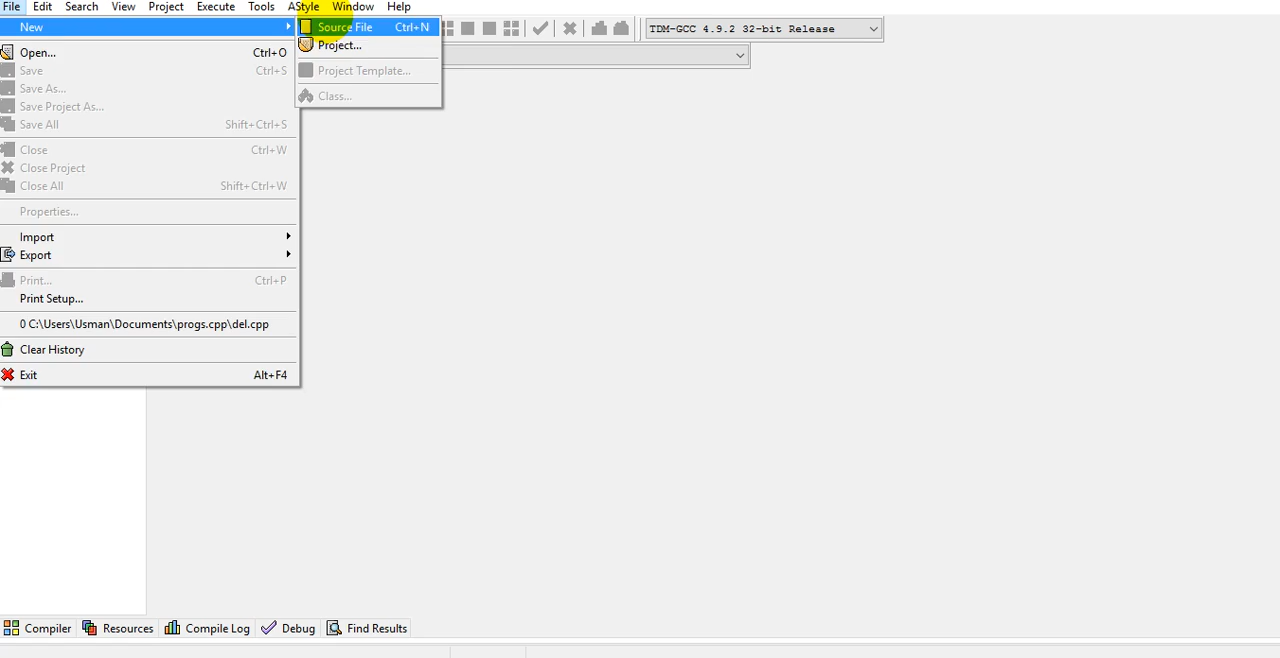 File Edit Search View Project Execute Tools AStyle Window Help
New
Source File Ctrl+N
TDM-GCC 4.9.2 32-bit Release
Project...
Open... Ctrl+O
Save Ctrl+S
Project Template...
Save As...
Class...
Save Project As...
Save All Shift+Ctrl+S
Close Ctrl+W
Close Project
Close All Shift+Ctrl+W
Properties...
Import
Export
Print... Ctrl+P
Print Setup...
0 C:\Users\Usman\Documents\progs.cpp\del.cpp
Clear History
Exit Alt+F4
Compiler Resources Compile Log Debug Find Results